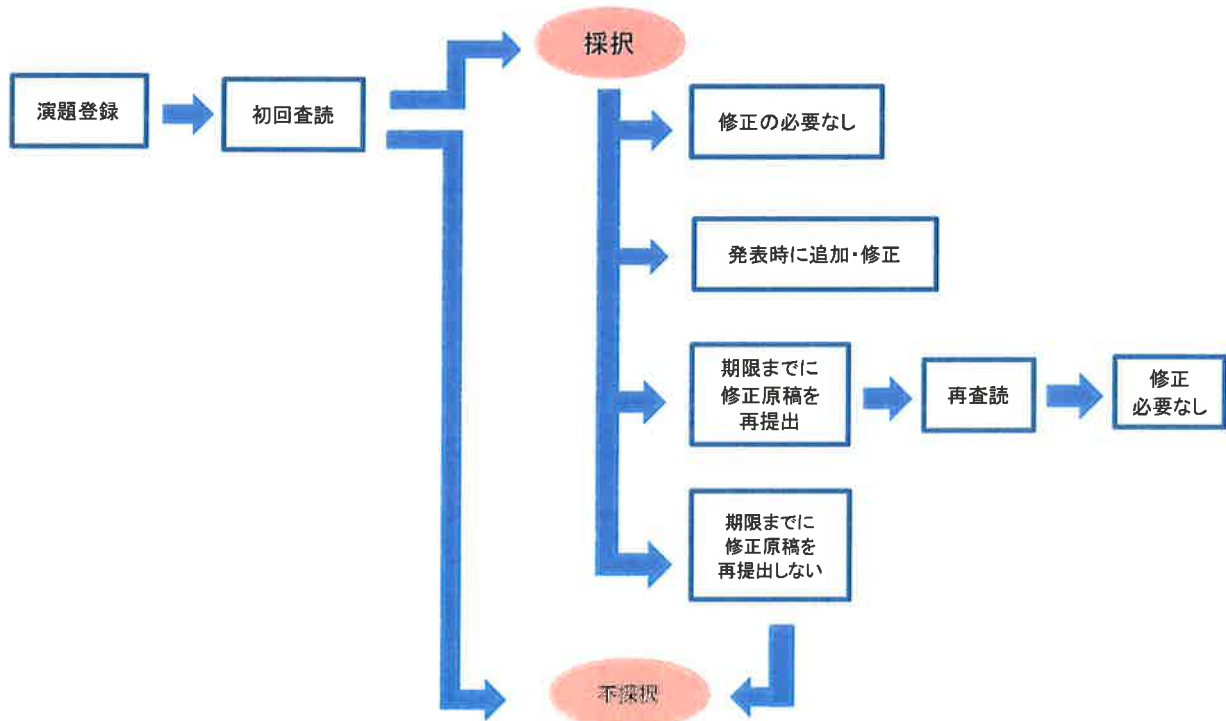 採択
演題登録
初回査読
修正の必要なし
発表時に追加・修正
期限までに
修正原稿を
再提出
再査読
修正
必要なし
期限までに
修正原稿を
再提出しない
不採択